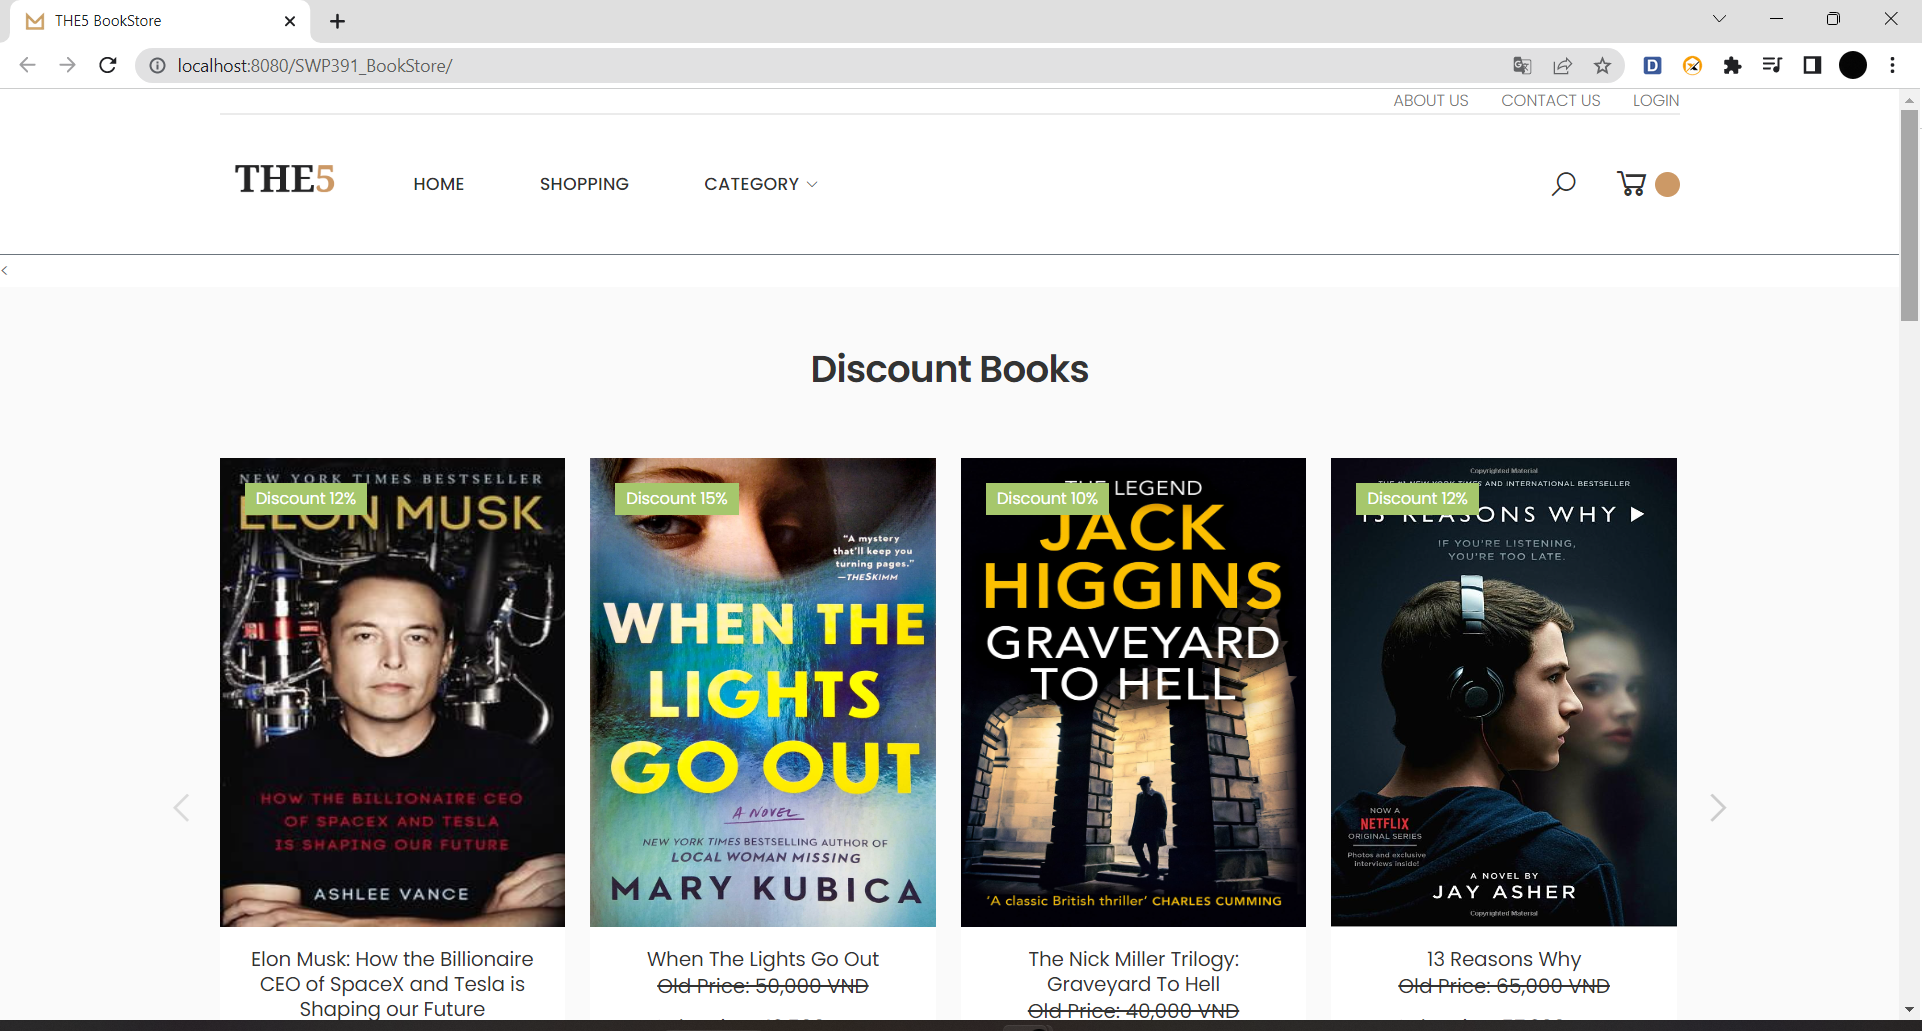 THE5 BookStore
localhost:8080/SWP391_BookStore/
ABOUT US CONTACT US LOGIN
THE5 HOME SHOPPING CATEGORY
<
Discount Books
NEW YORK TIMES BESTSELLER
Discount 12%
ELON MUSK
HOW THE BILLIONAIRE CEO
OF SPACEX AND TESLA
IS SHAPING OUR FUTURE
ASHLEE VANCE
Elon Musk: How the Billionaire
CEO of SpaceX and Tesla is
Shaping our Future
Discount 15%
"A mystery
that'll keep you
turning pages."
—THESKIMM
WHEN THE
LIGHTS
GO OUT
A NOVEL
NEW YORK TIMES BESTSELLING AUTHOR OF
LOCAL WOMAN MISSING
MARY KUBICA
When The Lights Go Out
Old Price: 50,000 VND
THE LEGEND
Discount 10%
JACK
HIGGINS
GRAVEYARD
TO HELL
'A classic British thriller' CHARLES CUMMING
The Nick Miller Trilogy:
Graveyard To Hell
Old Price: 40,000 VND
Copyrighted Material
THE #1 NEW YORK TIMES AND INTERNATIONAL BESTSELLER
Discount 12%
13 REASONS WHY
IF YOU'RE LISTENING,
YOU'RE TOO LATE.
NOW A
NETFLIX
ORIGINAL SERIES
Photos and exclusive
interviews inside!
A NOVEL BY
JAY ASHER
Copyrighted Material
13 Reasons Why
Old Price: 65,000 VND